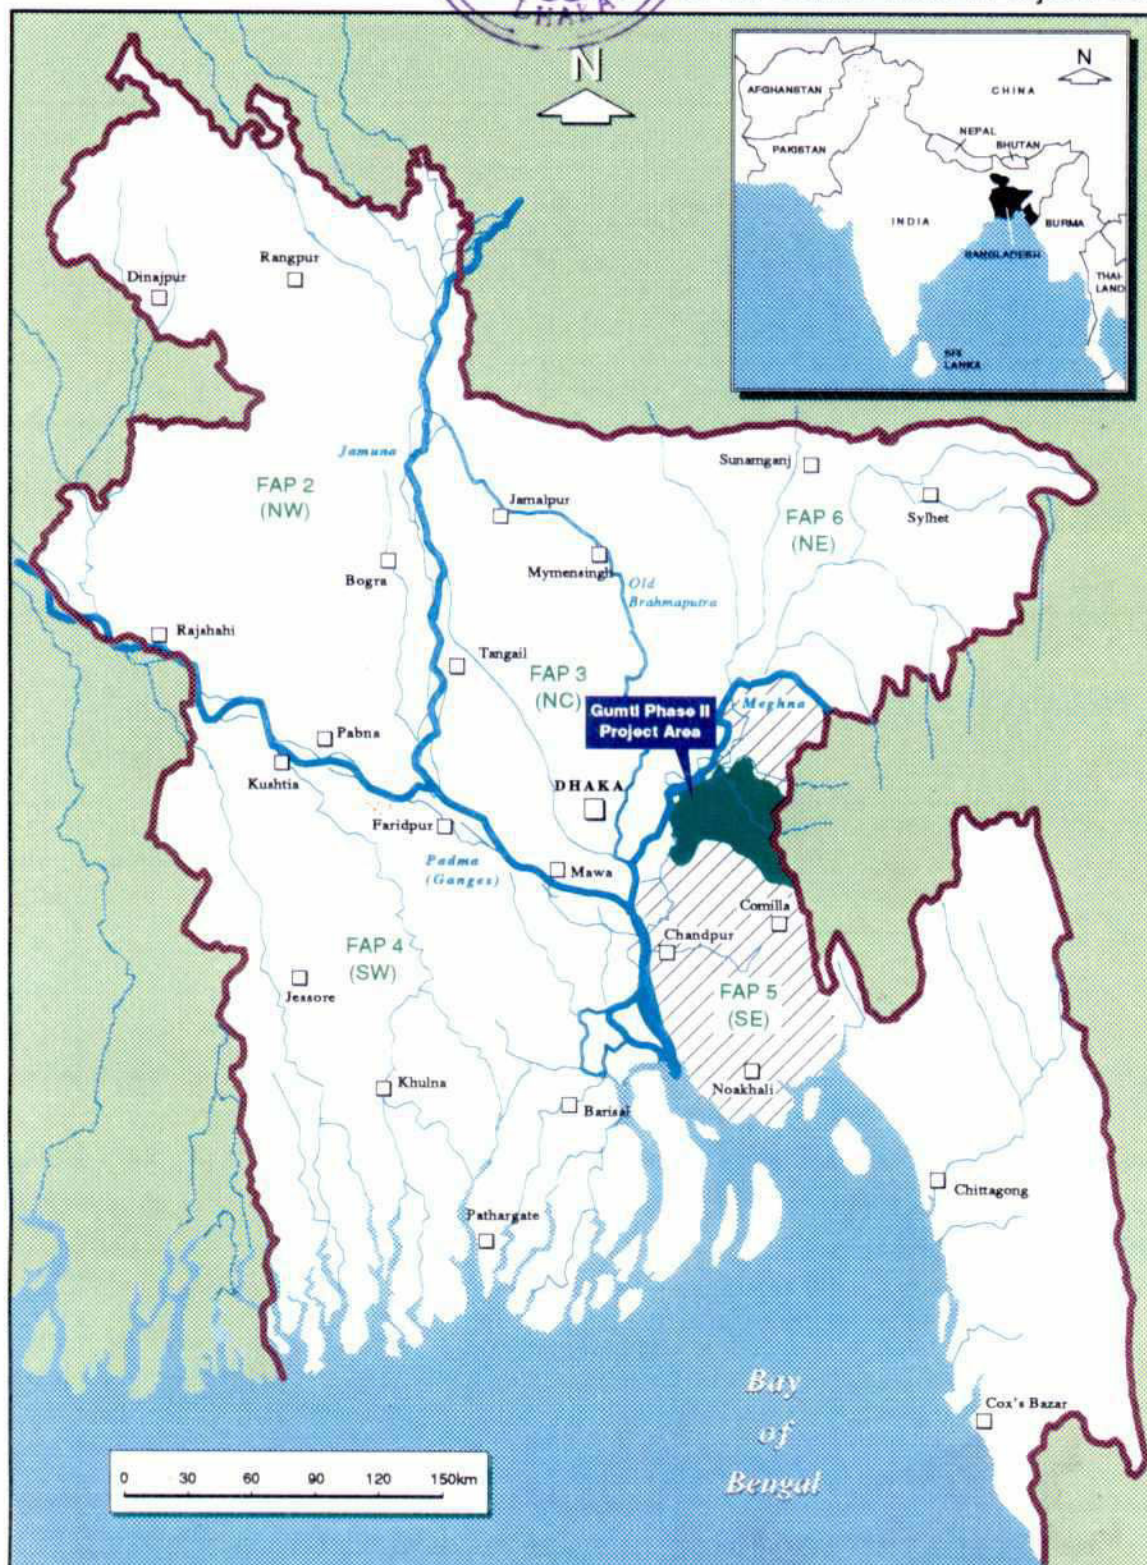 DHAKA
N
N
AFGHANISTAN
CHINA
PAKISTAN
NEPAL
BHUTAN
INDIA
BURMA
BANGLADESH
THAI-
LAND
SRI
LANKA
Dinajpur
Rangpur
Jamuna
FAP 2
(NW)
Sunamganj
Jamalpur
FAP 6
(NE)
Sylhet
Mymensingh
Bogra
Old
Brahmaputra
Rajshahi
Tangail
FAP 3
(NC)
Gumti Phase II
Project Area
Meghna
Pabna
Kushtia
DHAKA
Faridpur
Padma
(Ganges)
Mawa
Comilla
Chandpur
FAP 4
(SW)
Jessore
FAP 5
(SE)
Khulna
Noakhali
Barisal
Chittagong
Pathargate
Bay
of
Bengal
Cox's Bazar
0 30 60 90 120 150km